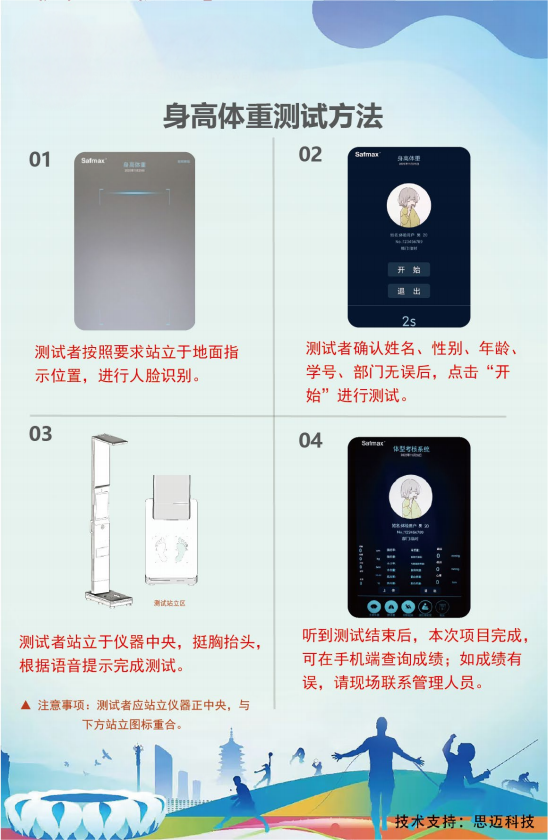 身高体重测试方法
01
Safmax
身高体重
测试者按照要求站立于地面指
示位置，进行人脸识别。
02
Safmax
身高体重
开 始
退 出
2s
测试者确认姓名、性别、年龄、
学号、部门无误后，点击“开
始”进行测试。
03
测试站立区
测试者站立于仪器中央，挺胸抬头，
根据语音提示完成测试。
▲ 注意事项：测试者应站立仪器正中央，与
下方站立图标重合。
04
Safmax
体型考核系统
听到测试结束后，本次项目完成，
可在手机端查询成绩；如成绩有
误，请现场联系管理人员。
技术支持：思迈科技